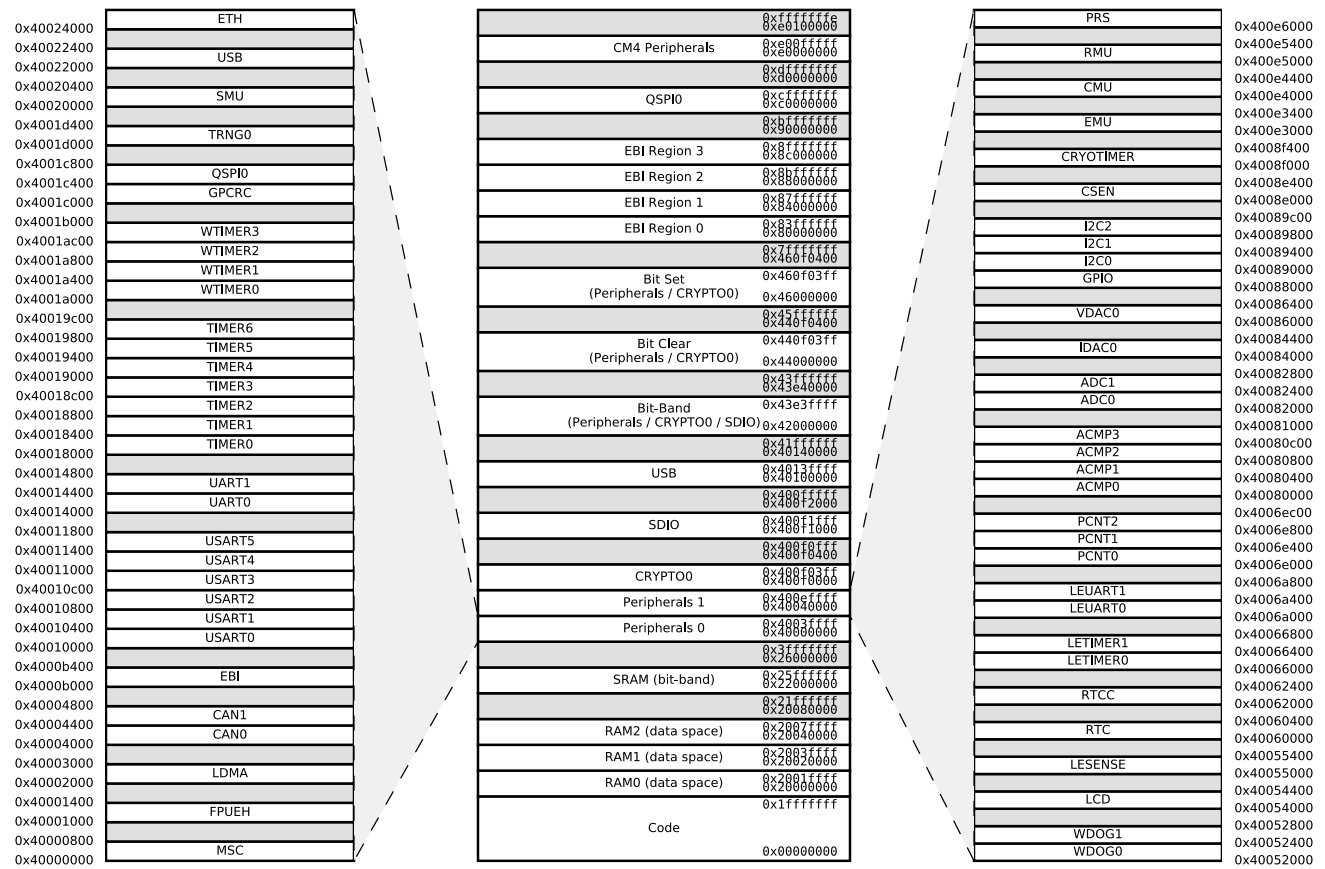 ETH
0x40024000
0x40022400
USB
0x40022000
0x40020400
SMU
0x40020000
0x4001d400
TRNG0
0x4001d000
0x4001c800
QSPI0
0x4001c400
GPCRC
0x4001c000
0x4001b000
WTIMER3
0x4001ac00
WTIMER2
0x4001a800
WTIMER1
0x4001a400
WTIMER0
0x4001a000
0x40019c00
TIMER6
0x40019800
TIMER5
0x40019400
TIMER4
0x40019000
TIMER3
0x40018c00
TIMER2
0x40018800
TIMER1
0x40018400
TIMER0
0x40018000
0x40014800
UART1
0x40014400
UART0
0x40014000
0x40011800
USART5
0x40011400
USART4
0x40011000
USART3
0x40010c00
USART2
0x40010800
USART1
0x40010400
USART0
0x40010000
0x4000b400
EBI
0x4000b000
0x40004800
CAN1
0x40004400
CAN0
0x40004000
0x40003000
LDMA
0x40002000
0x40001400
FPUEH
0x40001000
0x40000800
MSC
0x40000000
0xfffffffe
0xe0100000
CM4 Peripherals
0xe00fffff
0xe0000000
0xdfffffff
0xd0000000
QSPI0
0xcfffffff
0xc0000000
0xbfffffff
0x90000000
EBI Region 3
0x8fffffff
0x8c000000
EBI Region 2
0x8bffffff
0x88000000
EBI Region 1
0x87ffffff
0x84000000
EBI Region 0
0x83ffffff
0x80000000
0x7fffffff
0x460f0400
Bit Set
(Peripherals / CRYPTO0)
0x460f03ff
0x46000000
0x45ffffff
0x440f0400
Bit Clear
(Peripherals / CRYPTO0)
0x440f03ff
0x44000000
0x43ffffff
0x43e40000
Bit-Band
(Peripherals / CRYPTO0 / SDIO)
0x43e3ffff
0x42000000
0x41ffffff
0x40140000
USB
0x4013ffff
0x40100000
0x400fffff
0x400f2000
SDIO
0x400f1fff
0x400f1000
0x400f0fff
0x400f0400
CRYPTO0
0x400f03ff
0x400f0000
Peripherals 1
0x400effff
0x40040000
Peripherals 0
0x4003ffff
0x40000000
0x3fffffff
0x26000000
SRAM (bit-band)
0x25ffffff
0x22000000
0x21ffffff
0x20080000
RAM2 (data space)
0x2007ffff
0x20040000
RAM1 (data space)
0x2003ffff
0x20020000
RAM0 (data space)
0x2001ffff
0x20000000
0x1fffffff
Code
0x00000000
PRS
0x400e6000
0x400e5400
RMU
0x400e5000
0x400e4400
CMU
0x400e4000
0x400e3400
EMU
0x400e3000
0x4008f400
CRYOTIMER
0x4008f000
0x4008e400
CSEN
0x4008e000
0x40089c00
I2C2
0x40089800
I2C1
0x40089400
I2C0
0x40089000
GPIO
0x40088000
0x40086400
VDAC0
0x40086000
0x40084400
IDAC0
0x40084000
0x40082800
ADC1
0x40082400
ADC0
0x40082000
0x40081000
ACMP3
0x40080c00
ACMP2
0x40080800
ACMP1
0x40080400
ACMP0
0x40080000
0x4006ec00
PCNT2
0x4006e800
PCNT1
0x4006e400
PCNT0
0x4006e000
0x4006a800
LEUART1
0x4006a400
LEUART0
0x4006a000
0x40066800
LETIMER1
0x40066400
LETIMER0
0x40066000
0x40062400
RTCC
0x40062000
0x40060400
RTC
0x40060000
0x40055400
LESENSE
0x40055000
0x40054400
LCD
0x40054000
0x40052800
WDOG1
0x40052400
WDOG0
0x40052000